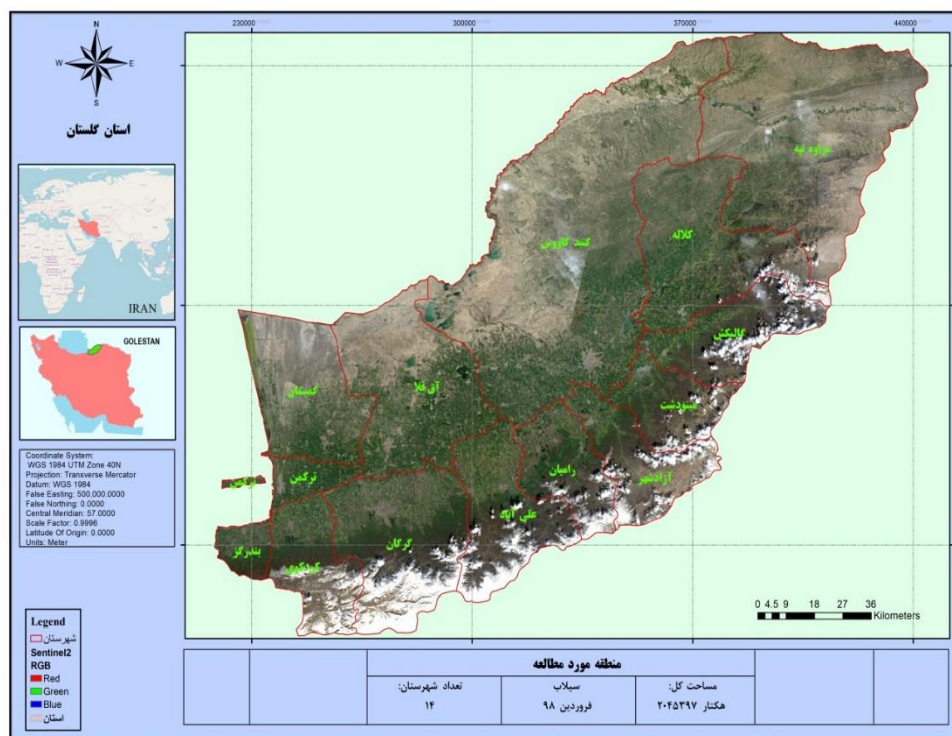 230000 300000 370000 440000
N
W E
S
استان گلستان
IRAN
GOLESTAN
Coordinate System:
WGS 1984 UTM Zone 40N
Projection: Transverse Mercator
Datum: WGS 1984
False Easting: 500,000.0000
False Northing: 0.0000
Central Meridian: 57.0000
Scale Factor: 0.9996
Latitude Of Origin: 0.0000
Units: Meter
Legend
شهرستان
Sentinel2
RGB
Red
Green
Blue
استان
مراوه تپه
کلاله
گنبد کاووس
گالیکش
گمیشان
آق قلا
مینودشت
رامیان
آزادشهر
ترکمن
ترکمن
علی آباد
گرگان
بندرگز
کردکوی
0 4.5 9 18 27 36
Kilometers
منطقه مورد مطالعه
مساحت کل:
هکتار ۲۰۴۵۳۹۷
سیلاب
فروردین ۹۸
تعداد شهرستان:
۱۴